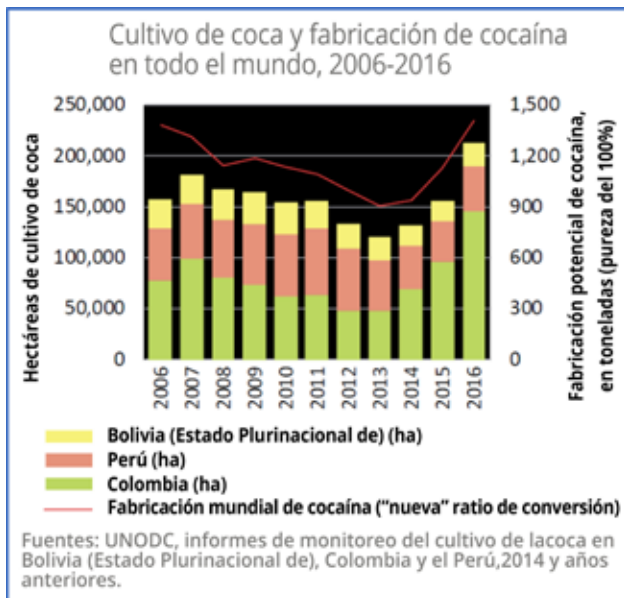 Cultivo de coca y fabricación de cocaína
en todo el mundo, 2006-2016
Hectáreas de cultivo de coca
250,000
200,000
150,000
100,000
50,000
0
1,500
1,200
900
600
300
0
Fabricación potencial de cocaína,
en toneladas (pureza del 100%)
2006
2007
2008
2009
2010
2011
2012
2013
2014
2015
2016
Bolivia (Estado Plurinacional de) (ha)
Perú (ha)
Colombia (ha)
Fabricación mundial de cocaína (“nueva” ratio de conversión)
Fuentes: UNODC, informes de monitoreo del cultivo de lacoca en
Bolivia (Estado Plurinacional de), Colombia y el Perú,2014 y años
anteriores.